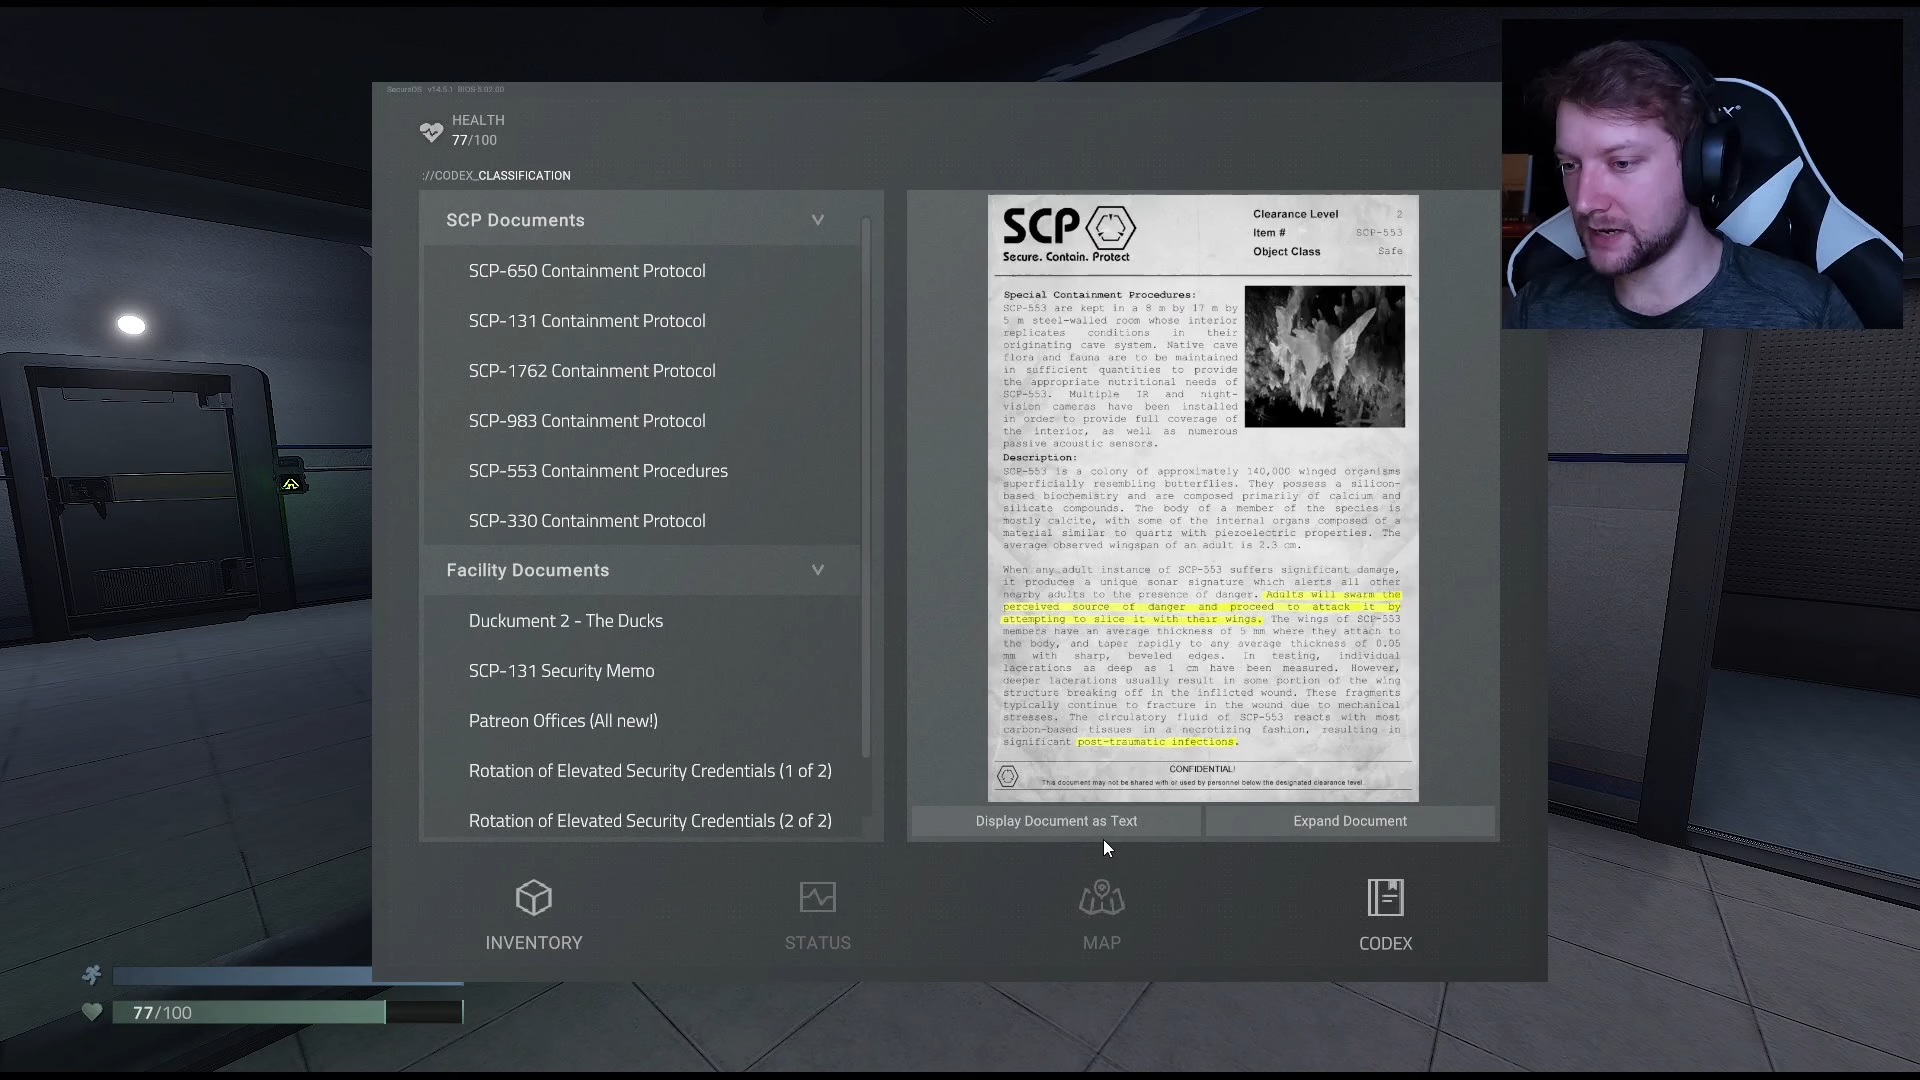 SecureOS v14.5.1 BIOS-5.02.00
HEALTH
77/100
://CODEX_CLASSIFICATION
SCP Documents
SCP-650 Containment Protocol
SCP-131 Containment Protocol
SCP-1762 Containment Protocol
SCP-983 Containment Protocol
SCP-553 Containment Procedures
SCP-330 Containment Protocol
Facility Documents
Duckument 2 - The Ducks
SCP-131 Security Memo
Patreon Offices (All new!)
Rotation of Elevated Security Credentials (1 of 2)
Rotation of Elevated Security Credentials (2 of 2)
SCP
Secure. Contain. Protect
Clearance Level 2
Item # SCP-553
Object Class Safe
Special Containment Procedures:
SCP-553 are kept in a 8 m by 17 m by
5 m steel-walled room whose interior
replicates conditions in their
originating cave system. Native cave
flora and fauna are to be maintained
in sufficient quantities to provide
the appropriate nutritional needs of
SCP-553. Multiple IR and night-
vision cameras have been installed
in order to provide full coverage of
the interior, as well as numerous
passive acoustic sensors.
Description:
SCP-553 is a colony of approximately 140,000 winged organisms
superficially resembling butterflies. They possess a silicon-
based biochemistry and are composed primarily of calcium and
silicate compounds. The body of a member of the species is
mostly calcite, with some of the internal organs composed of a
material similar to quartz with piezoelectric properties. The
average observed wingspan of an adult is 2.3 cm.
When any adult instance of SCP-553 suffers significant damage,
it produces a unique sonar signature which alerts all other
nearby adults to the presence of danger. Adults will swarm the
perceived source of danger and proceed to attack it by
attempting to slice it with their wings. The wings of SCP-553
members have an average thickness of 5 mm where they attach to
the body, and taper rapidly to any average thickness of 0.05
mm with sharp, beveled edges. In testing, individual
lacerations as deep as 1 cm have been measured. However,
deeper lacerations usually result in some portion of the wing
structure breaking off in the inflicted wound. These fragments
typically continue to fracture in the wound due to mechanical
stresses. The circulatory fluid of SCP-553 reacts with most
carbon-based tissues in a necrotizing fashion, resulting in
significant post-traumatic infections.
CONFIDENTIAL!
This document may not be shared with or used by personnel below the designated clearance level.
Display Document as Text
Expand Document
INVENTORY
STATUS
MAP
CODEX
77/100